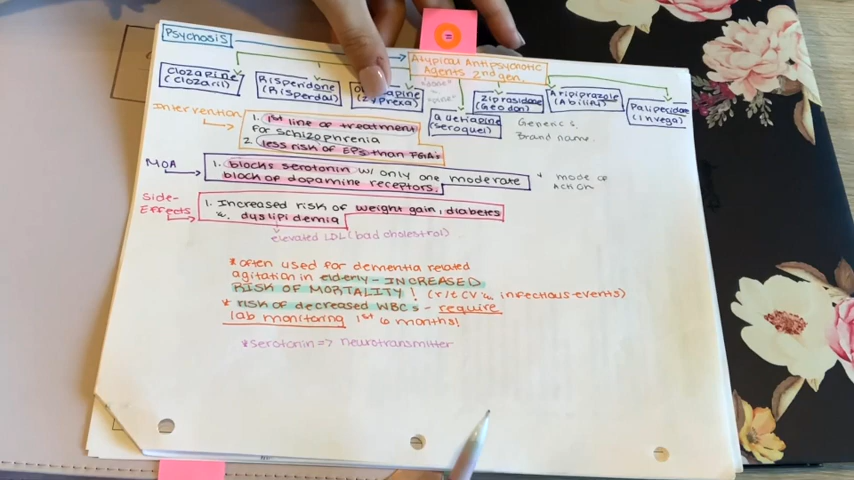 PSYCHOSIS
Atypical Antipsychotic
Agents 2nd gen.
Clozapine
(Clozaril)
Risperidone
(Risperdal)
(Zyprexa)
Quetiapine
(Seroquel)
Ziprasidone
(Geodon)
Aripiprazole
(Abilify)
Paliperidone
(Invega)
Generics
Brand name
Intervention
1. 1st line of treatment
for schizophrenia
2. less risk of EPs than FGA's
MOA
1. blocks serotonin w/ only one moderate
block of dopamine receptors.
* mode of
action
Side-
Effects
1. Increased risk of weight gain, diabetes
& dyslipidemia
elevated LDL (bad cholestral)
*often used for dementia related
agitation in elderly - INCREASED
RISK OF MORTALITY! (r/t CV & infectious events)
* risk of decreased WBCs - require
lab monitoring 1st 6 months!
*serotonin => neurotransmitter